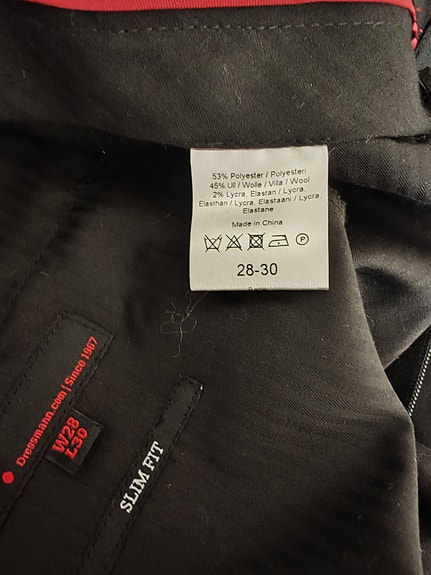 53% Polyester / Polyesteri
45% Ull / Wolle / Villa / Wool
2% Lycra, Elastan / Lycra,
Elasthan / Lycra, Elastaani / Lycra,
Elastane
Made in China
P
28-30
Dressmann.com | Since 1967
W28
L30
SLIM FIT